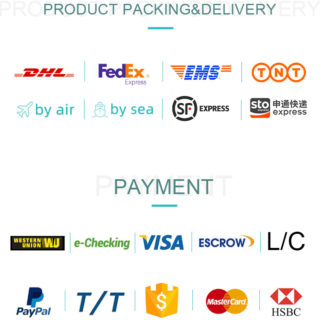 PRODUCT PACKING&DELIVERY
DHL FedEx Express EMS TNT
by air by sea SF EXPRESS sto express 申通快递
PAYMENT
WESTERN UNION WU e-Checking VISA ESCROW L/C
PayPal T/T $ MasterCard HSBC